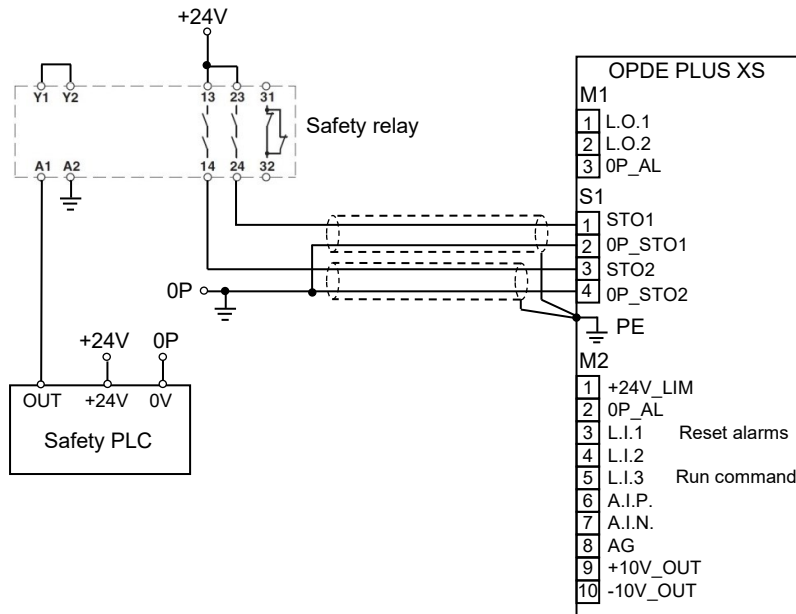 +24V
OPDE PLUS XS
M1
Y1 Y2 13 23 31
Safety relay
1 L.O.1
2 L.O.2
3 0P_AL
A1 A2 14 24 32
S1
1 STO1
2 0P_STO1
3 STO2
4 0P_STO2
0P
PE
+24V 0P
M2
OUT +24V 0V
Safety PLC
1 +24V_LIM
2 0P_AL
3 L.I.1 Reset alarms
4 L.I.2
5 L.I.3 Run command
6 A.I.P.
7 A.I.N.
8 AG
9 +10V_OUT
10 -10V_OUT